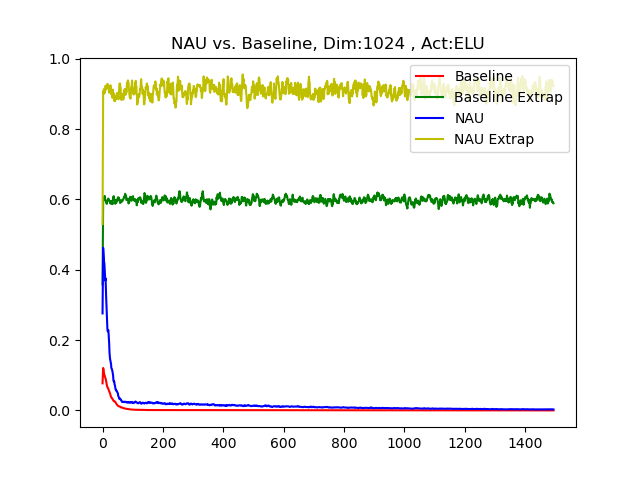 NAU vs. Baseline, Dim:1024 , Act:ELU
1.0
0.8
0.6
0.4
0.2
0.0
Baseline
Baseline Extrap
NAU
NAU Extrap
0 200 400 600 800 1000 1200 1400